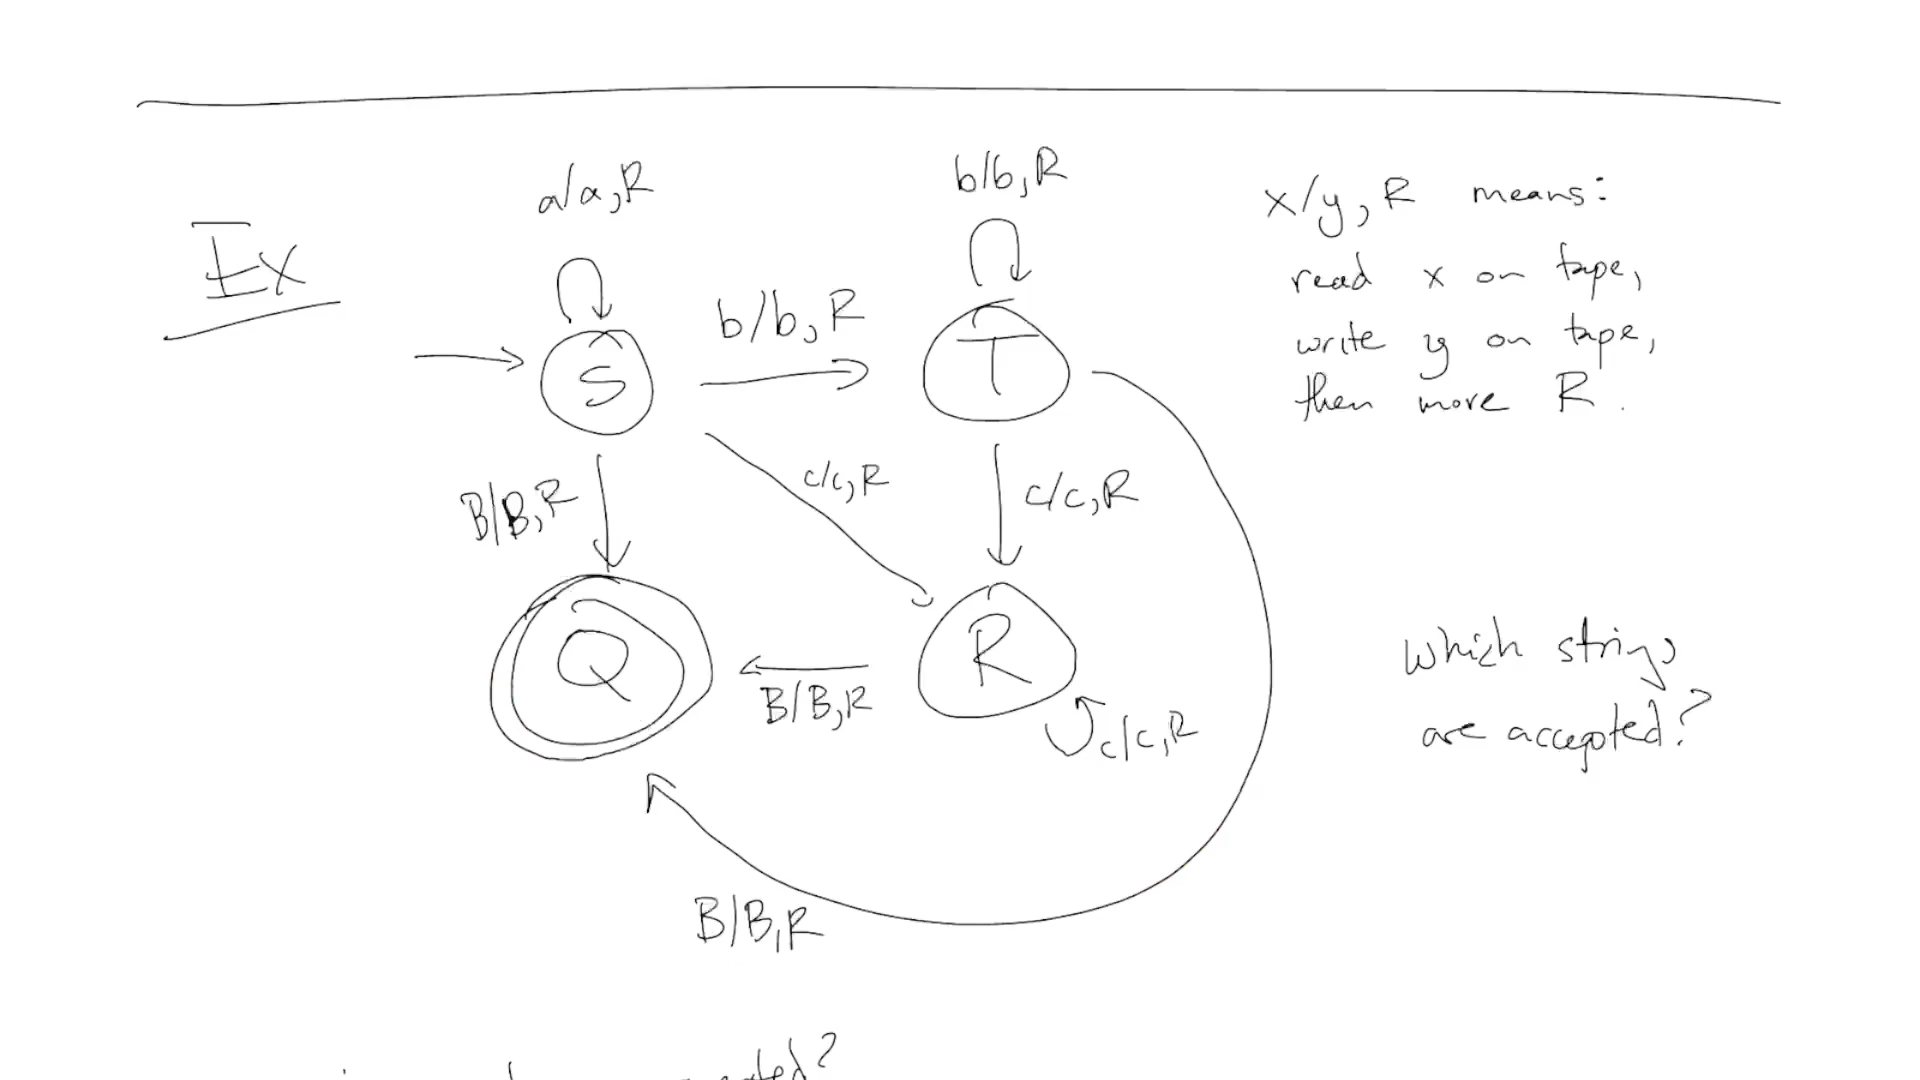 Ex
a/a,R
b/b,R
x/y,R means:
read x on tape,
write y on tape,
then move R.
b/b,R
S
T
B/B,R
c/c,R
c/c,R
Q
R
B/B,R
c/c,R
Which strings
are accepted?
B/B,R